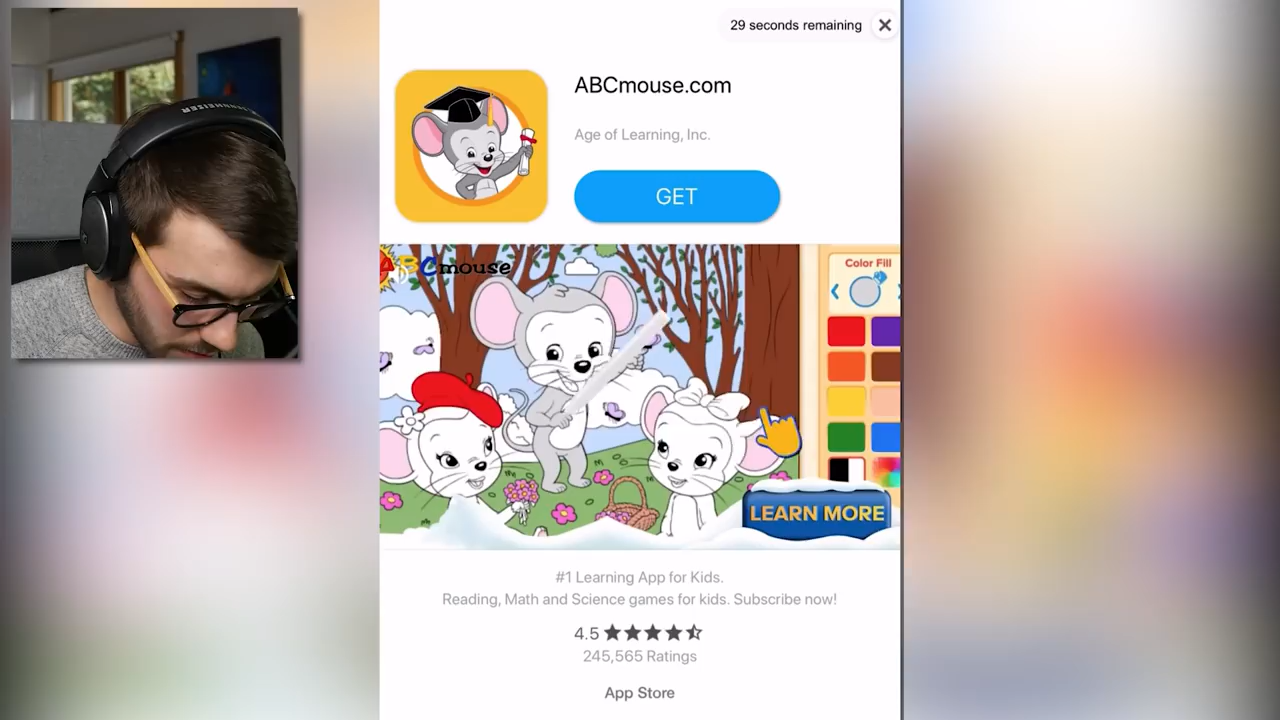 29 seconds remaining
ABCmouse.com
Age of Learning, Inc.
GET
ABCmouse
Color Fill
LEARN MORE
#1 Learning App for Kids.
Reading, Math and Science games for kids. Subscribe now!
4.5
245,565 Ratings
App Store
SENNHEISER